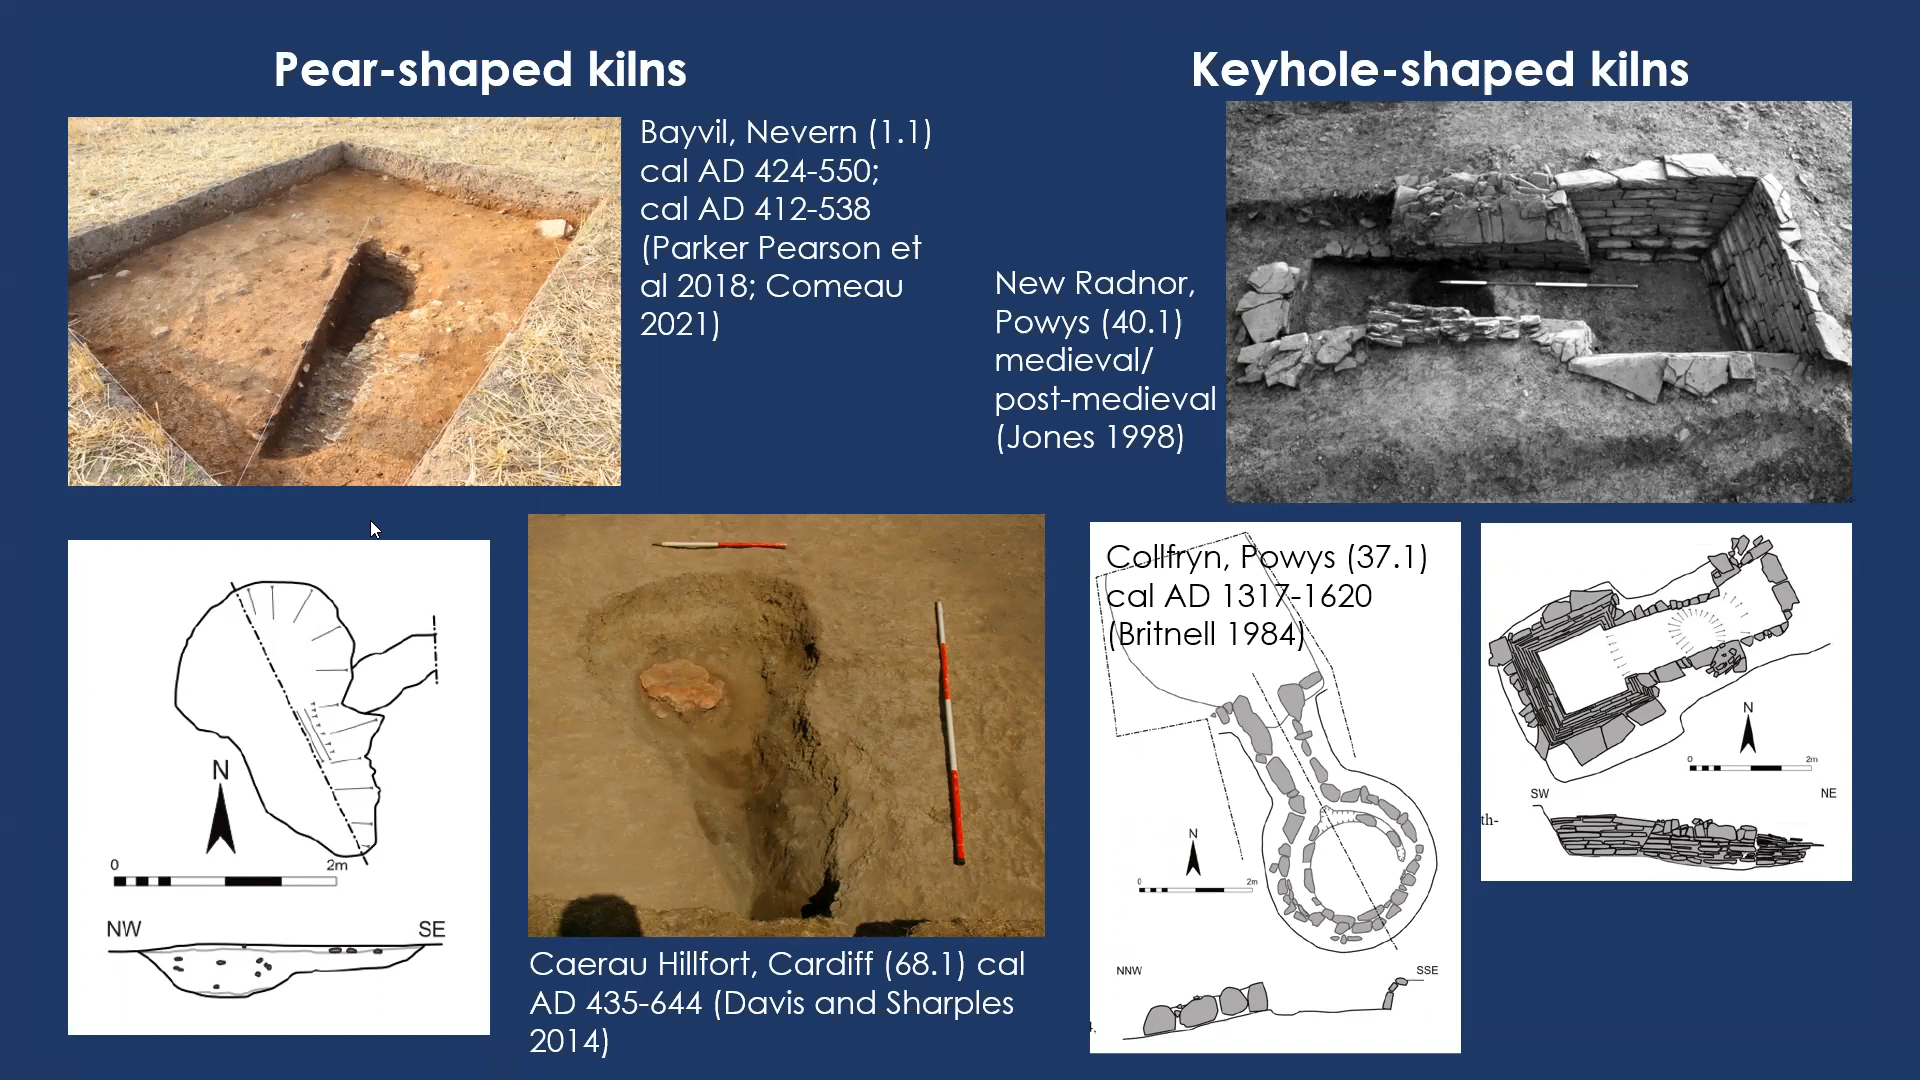 Pear-shaped kilns
Bayvil, Nevern (1.1)
cal AD 424-550;
cal AD 412-538
(Parker Pearson et
al 2018; Comeau
2021)
N
0 2m
NW SE
Caerau Hillfort, Cardiff (68.1) cal
AD 435-644 (Davis and Sharples
2014)
Keyhole-shaped kilns
New Radnor,
Powys (40.1)
medieval/
post-medieval
(Jones 1998)
Collfryn, Powys (37.1)
cal AD 1317-1620
(Britnell 1984)
N
0 2m
NNW SSE
N
0 2m
SW NE
th-